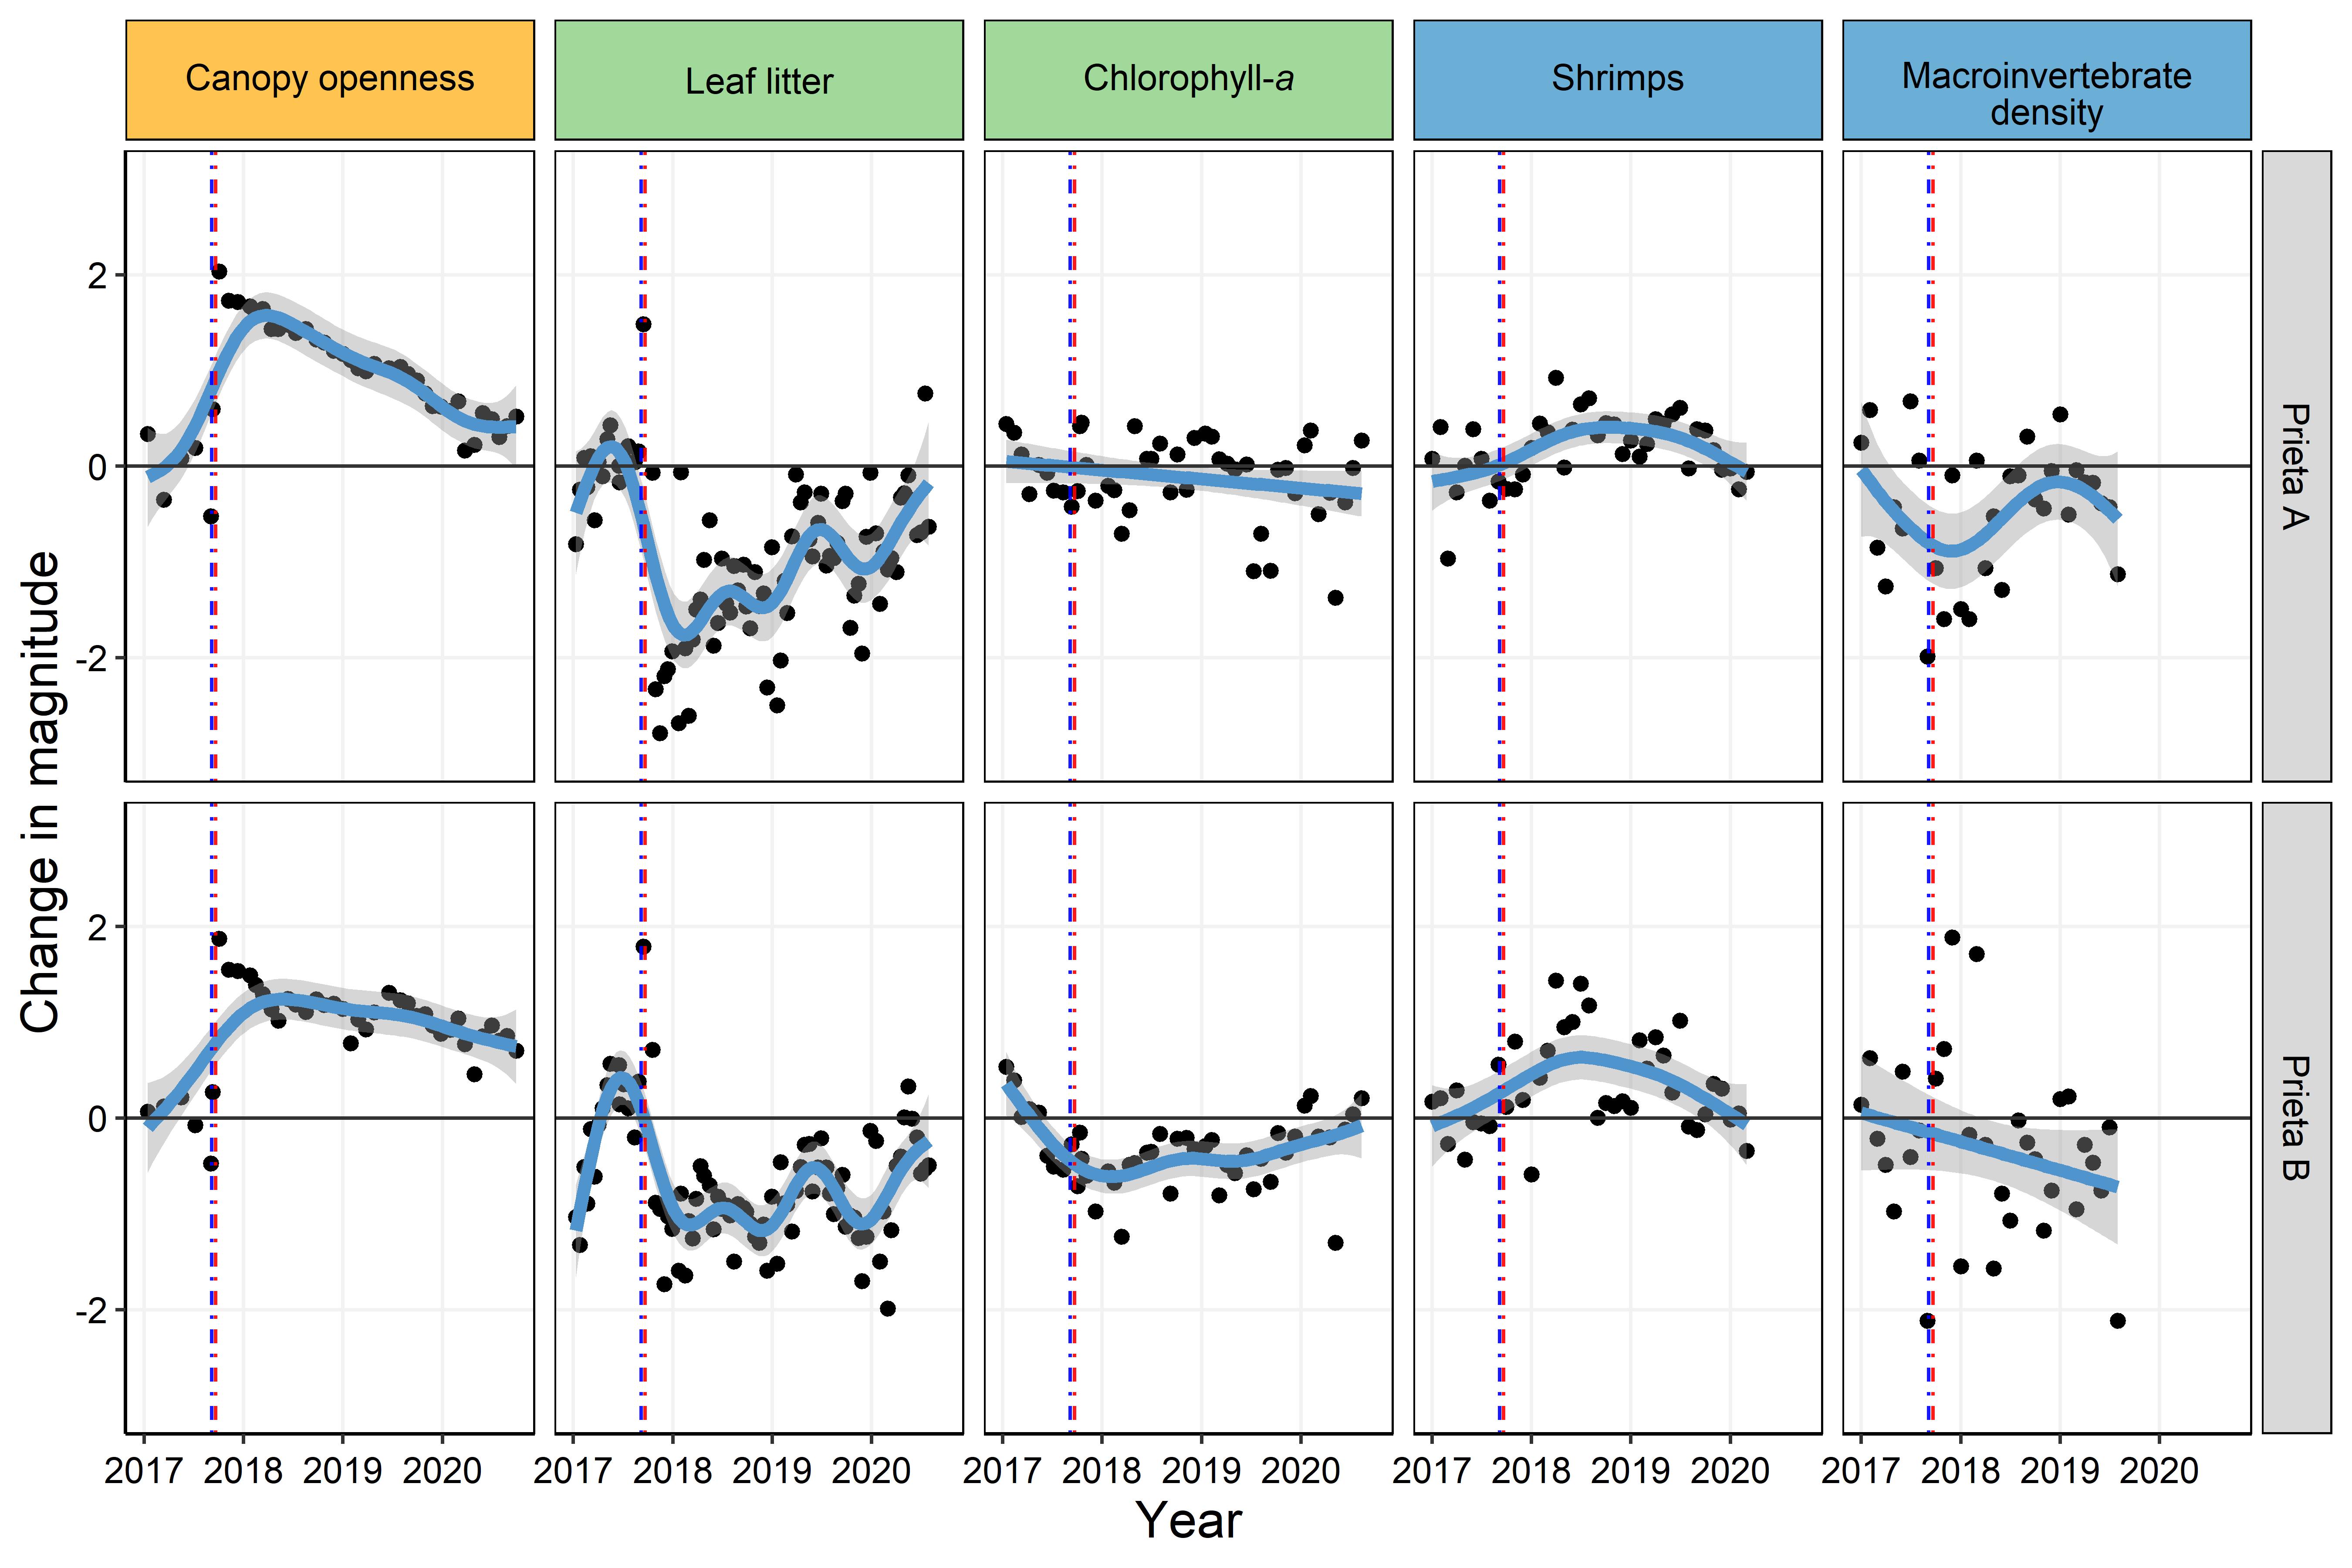 Canopy openness
Leaf litter
Chlorophyll-a
Shrimps
Macroinvertebrate
density
Change in magnitude
2
0
-2
Prieta A
2
0
-2
Prieta B
2017 2018 2019 2020
2017 2018 2019 2020
2017 2018 2019 2020
2017 2018 2019 2020
2017 2018 2019 2020
Year